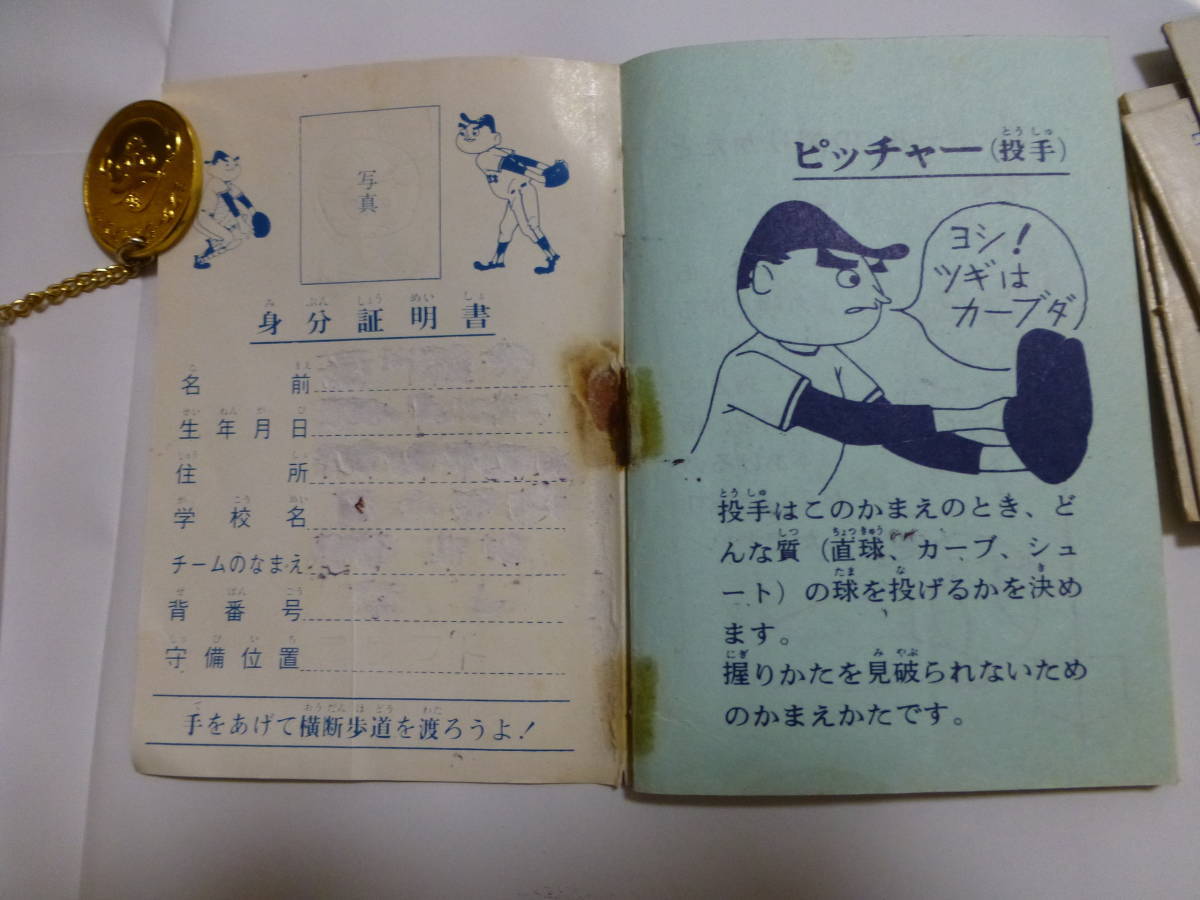 写真
身分証明書
名前
生年月日
住所
学校名
チームのなまえ
背番号
守備位置
手をあげて横断歩道を渡ろうよ!
ピッチャー(投手)
ヨシ!
ツギは
カーブダ
投手はこのかまえのとき、ど
んな質(直球、カーブ、シュ
ート)の球を投げるかを決め
ます。
握りかたを見破られないため
のかまえかたです。